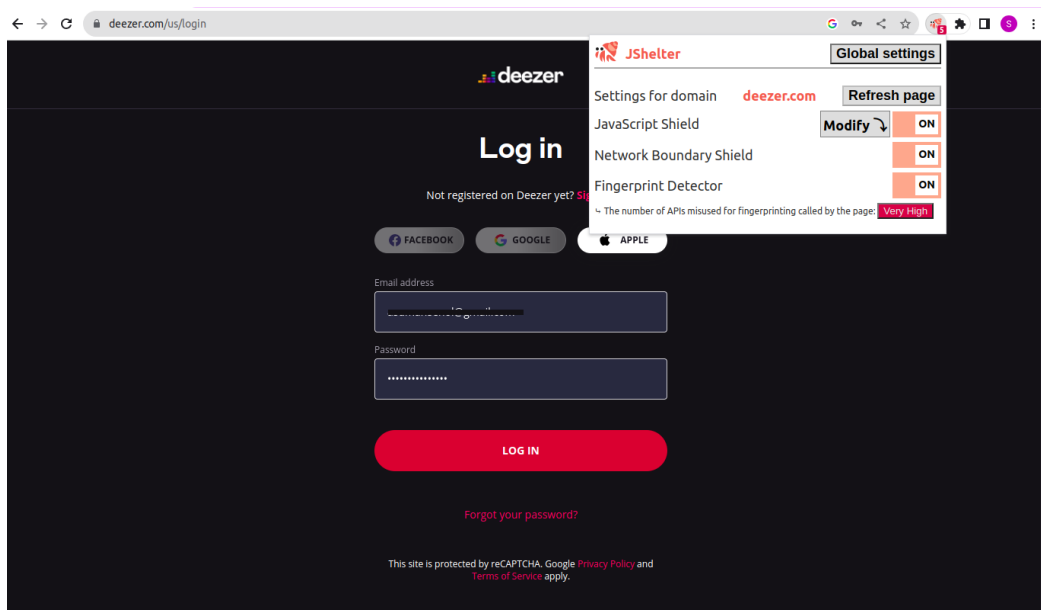 deezer.com/us/login
S
5
JShelter
Global settings
deezer
Settings for domain deezer.com Refresh page
JavaScript Shield Modify ON
Network Boundary Shield ON
Fingerprint Detector ON
↳ The number of APIs misused for fingerprinting called by the page: Very High
Log in
Not registered on Deezer yet?
FACEBOOK GOOGLE APPLE
Email address
Password
•••••••••••••••
LOG IN
Forgot your password?
This site is protected by reCAPTCHA. Google Privacy Policy and
Terms of Service apply.